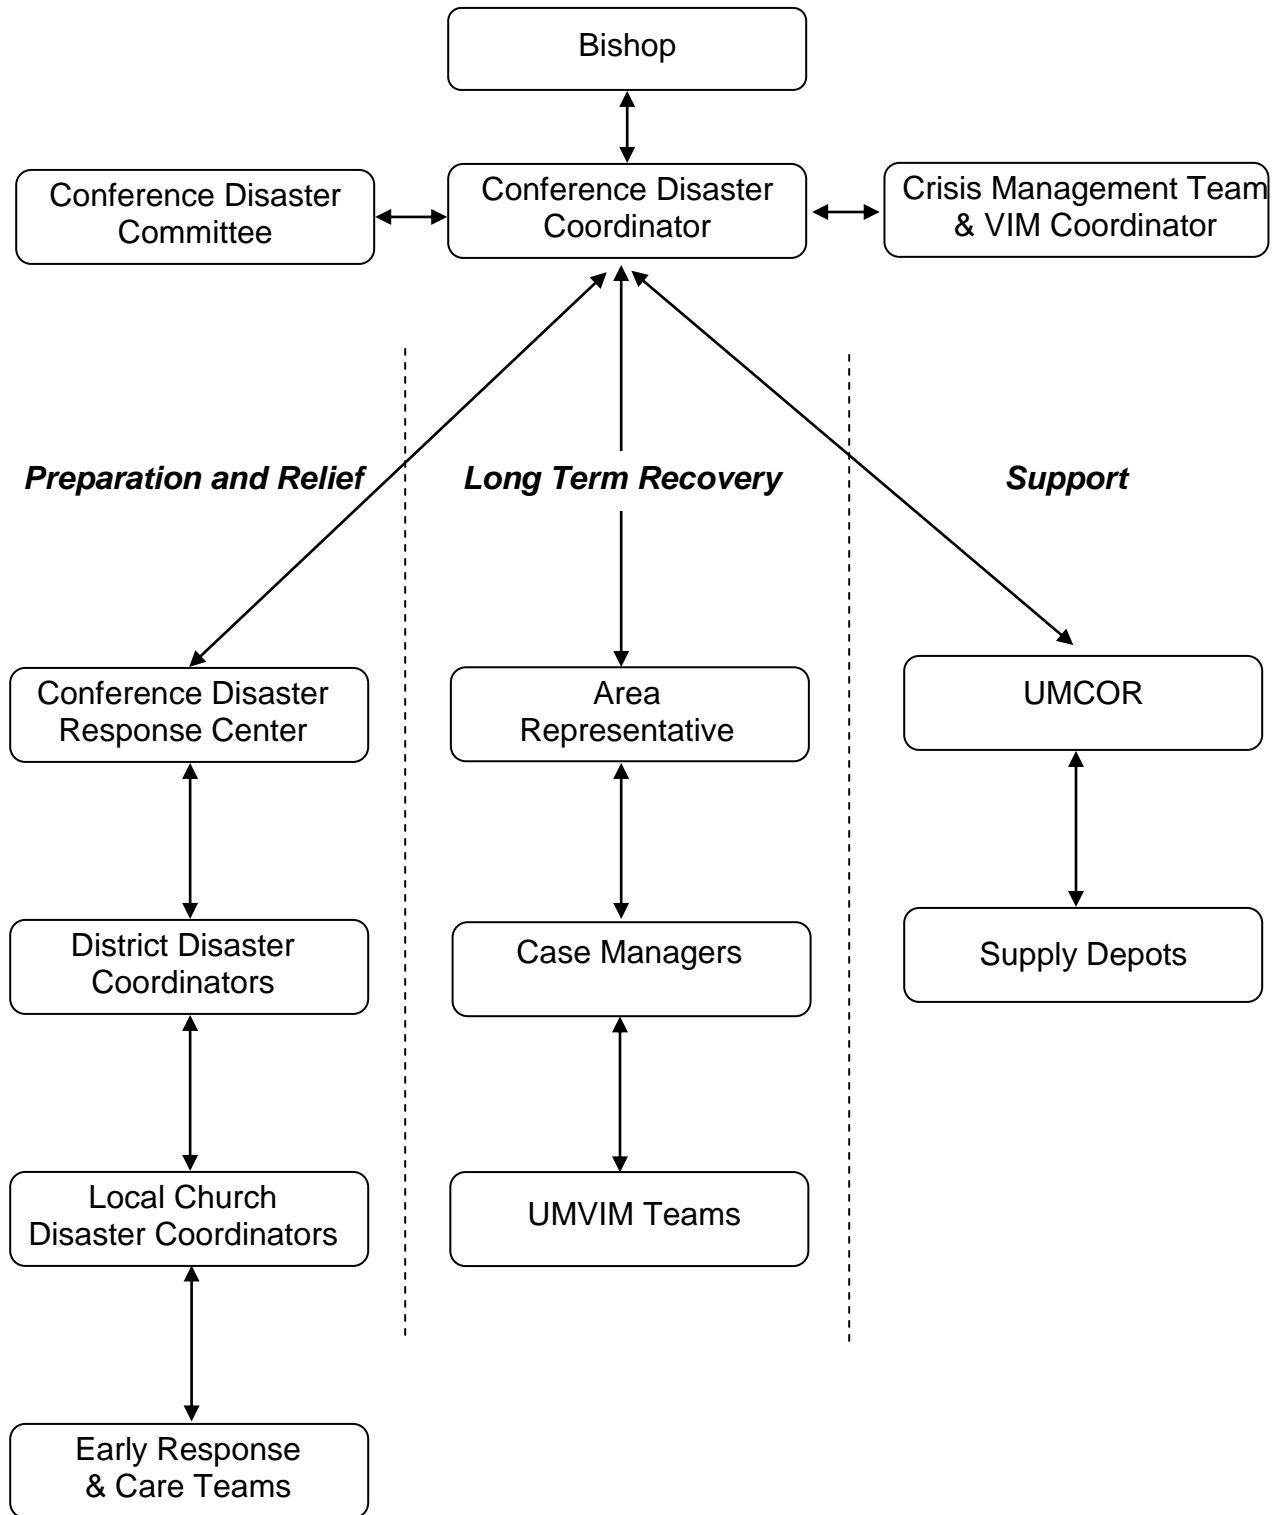 Bishop
Conference Disaster
Committee
Conference Disaster
Coordinator
Crisis Management Team
& VIM Coordinator
Preparation and Relief
Long Term Recovery
Support
Conference Disaster
Response Center
Area
Representative
UMCOR
District Disaster
Coordinators
Case Managers
Supply Depots
Local Church
Disaster Coordinators
UMVIM Teams
Early Response
& Care Teams